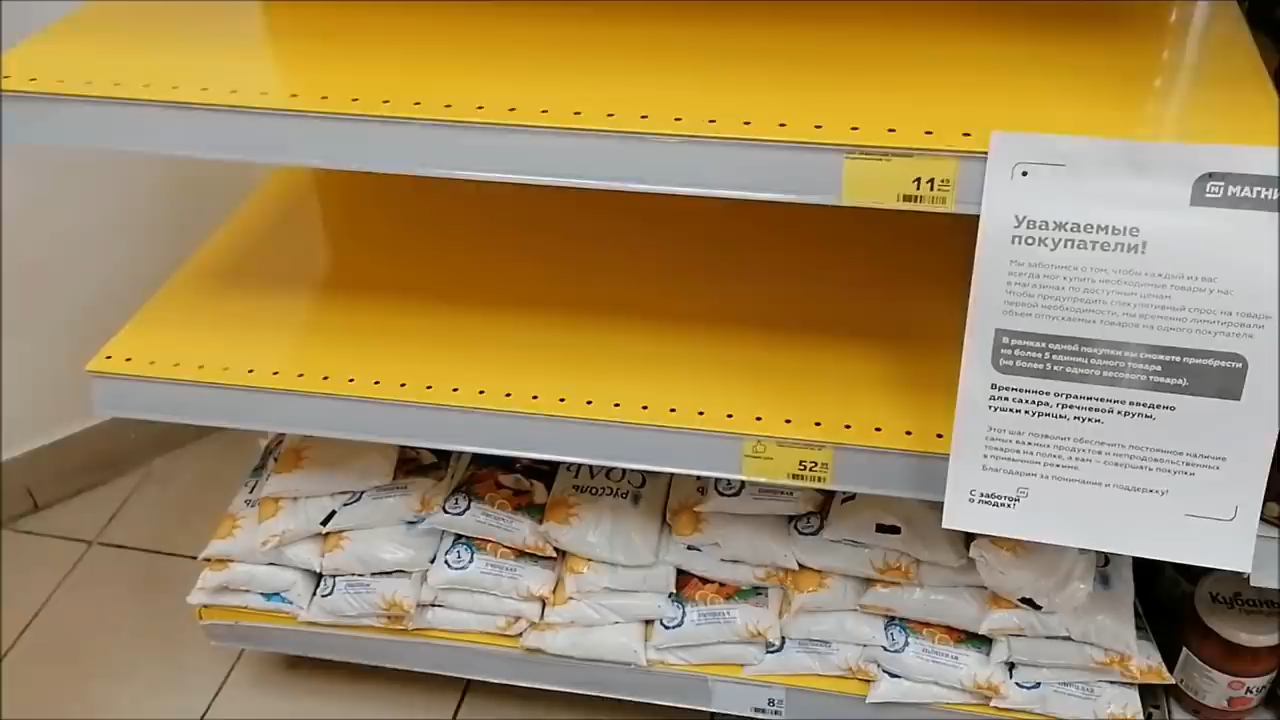 11 49
МАГНИ
Уважаемые
покупатели!
Мы заботимся о том, чтобы каждый из вас
всегда мог купить необходимые товары у нас
в магазинах по доступным ценам.
Чтобы предупредить спекулятивный спрос на товары
первой необходимости, мы временно лимитировали
объем отпускаемых товаров на одного покупателя.
В рамках одной покупки вы сможете приобрести
не более 5 единиц одного товара
(не более 5 кг одного весового товара).
Временное ограничение введено
для сахара, гречневой крупы,
тушки курицы, муки.
Этот шаг позволит обеспечить постоянное наличие
самых важных продуктов и непродовольственных
товаров на полке, а вам — совершать покупки
в привычном режиме.
Благодарим за понимание и поддержку!
С заботой
о людях!
52
СОЛЬ
РУССОЛЬ
8
Кубань